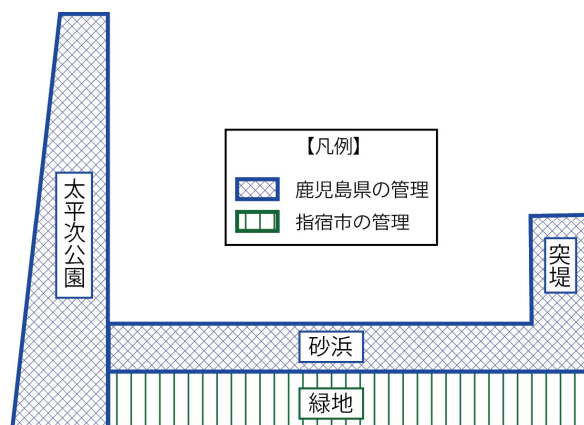 【凡例】
鹿児島県の管理
指宿市の管理
太平次公園
突堤
砂浜
緑地